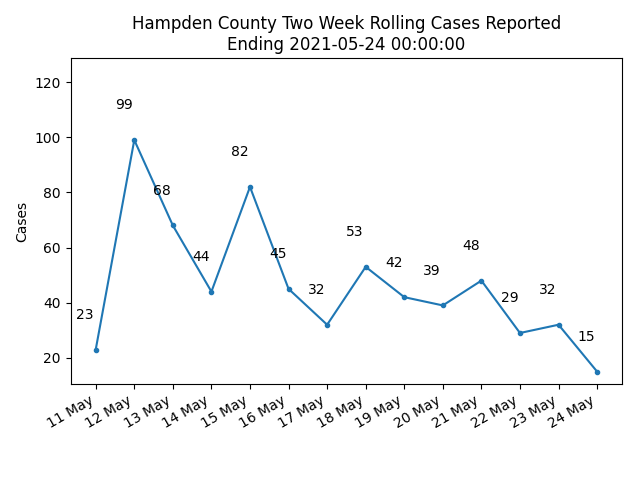 Hampden County Two Week Rolling Cases Reported
Ending 2021-05-24 00:00:00
120
100
80
60
40
20
Cases
23
99
68
44
82
45
32
53
42
39
48
29
32
15
11 May
12 May
13 May
14 May
15 May
16 May
17 May
18 May
19 May
20 May
21 May
22 May
23 May
24 May